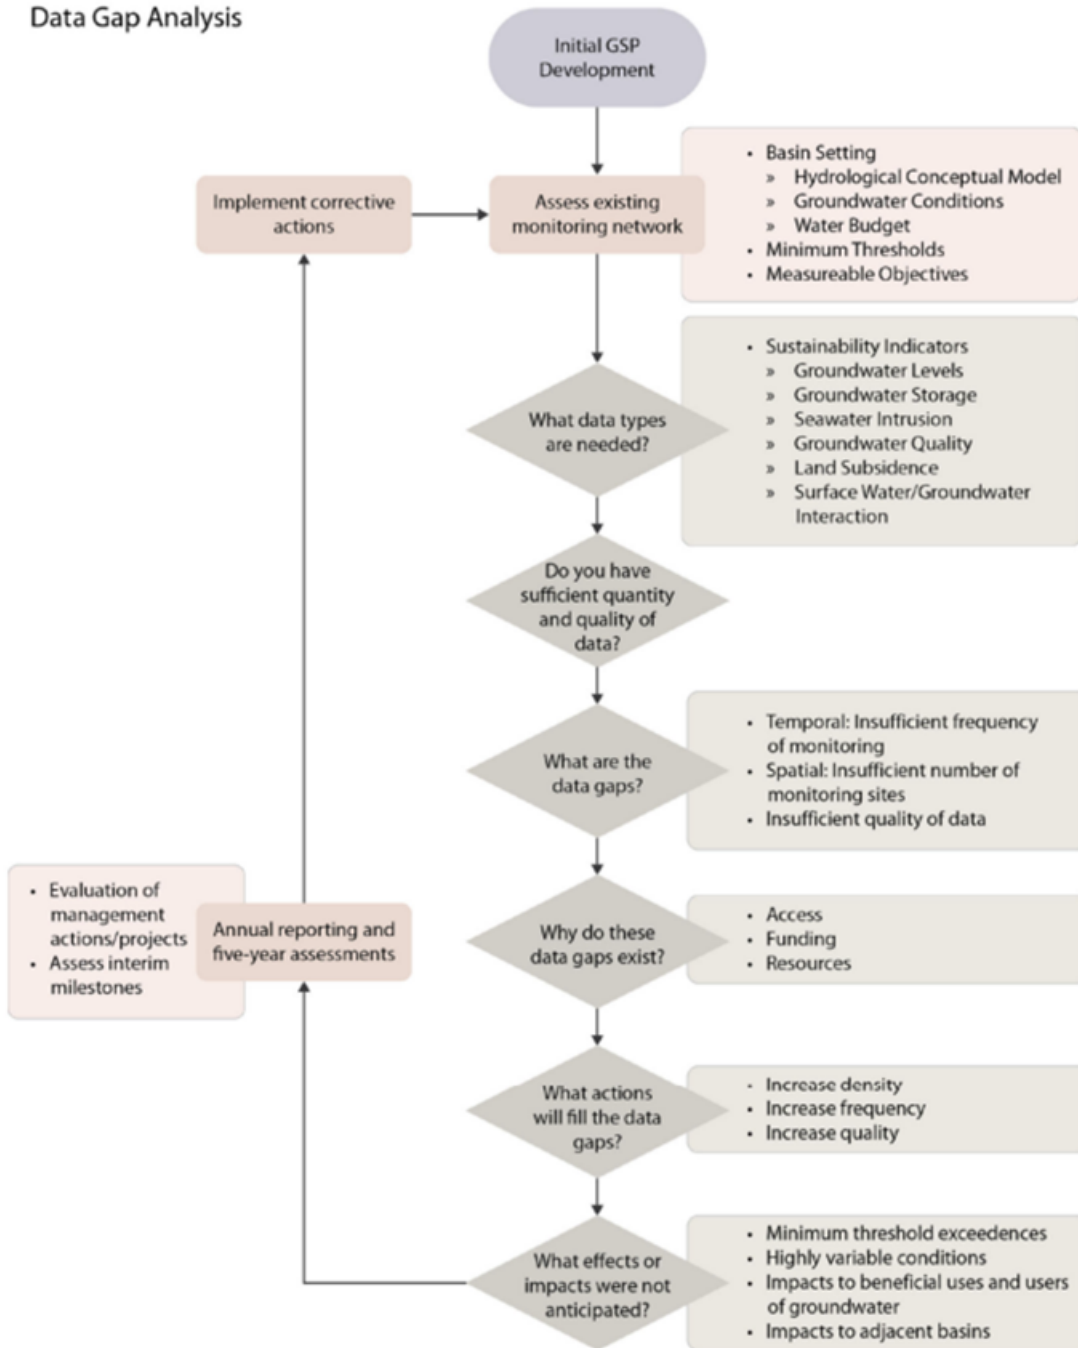 Data Gap Analysis
Initial GSP
Development
Implement corrective
actions
Assess existing
monitoring network
• Basin Setting
» Hydrological Conceptual Model
» Groundwater Conditions
» Water Budget
• Minimum Thresholds
• Measureable Objectives
What data types
are needed?
• Sustainability Indicators
» Groundwater Levels
» Groundwater Storage
» Seawater Intrusion
» Groundwater Quality
» Land Subsidence
» Surface Water/Groundwater
Interaction
Do you have
sufficient quantity
and quality of
data?
What are the
data gaps?
• Temporal: Insufficient frequency
of monitoring
• Spatial: Insufficient number of
monitoring sites
• Insufficient quality of data
• Evaluation of
management
actions/projects
• Assess interim
milestones
Annual reporting and
five-year assessments
Why do these
data gaps exist?
• Access
• Funding
• Resources
What actions
will fill the data
gaps?
• Increase density
• Increase frequency
• Increase quality
What effects or
impacts were not
anticipated?
• Minimum threshold exceedences
• Highly variable conditions
• Impacts to beneficial uses and users
of groundwater
• Impacts to adjacent basins